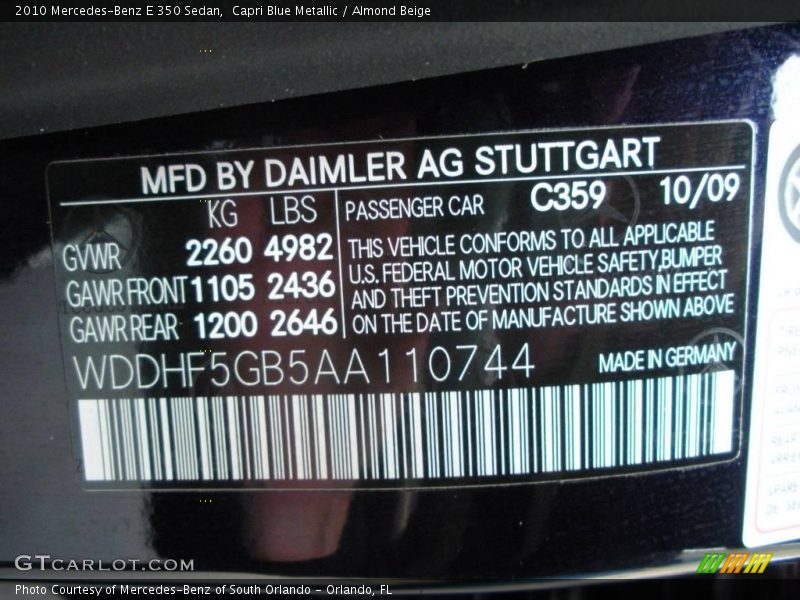 2010 Mercedes-Benz E 350 Sedan,  Capri Blue Metallic / Almond Beige
MFD BY DAIMLER AG STUTTGART
KG LBS
GVWR 2260 4982
GAWR FRONT 1105 2436
GAWR REAR 1200 2646
PASSENGER CAR C359 10/09
THIS VEHICLE CONFORMS TO ALL APPLICABLE
U.S. FEDERAL MOTOR VEHICLE SAFETY,BUMPER
AND THEFT PREVENTION STANDARDS IN EFFECT
ON THE DATE OF MANUFACTURE SHOWN ABOVE
WDDHF5GB5AA110744
MADE IN GERMANY
GTCARLOT.COM
Photo Courtesy of Mercedes-Benz of South Orlando - Orlando, FL